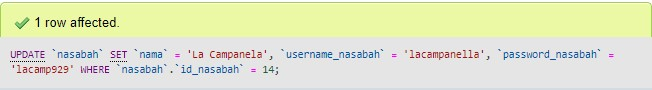 1 row affected.
UPDATE `nasabah` SET `nama` = 'La Campanela', `username_nasabah` = 'lacampanella', `password_nasabah` =
'lacamp929' WHERE `nasabah`.`id_nasabah` = 14;